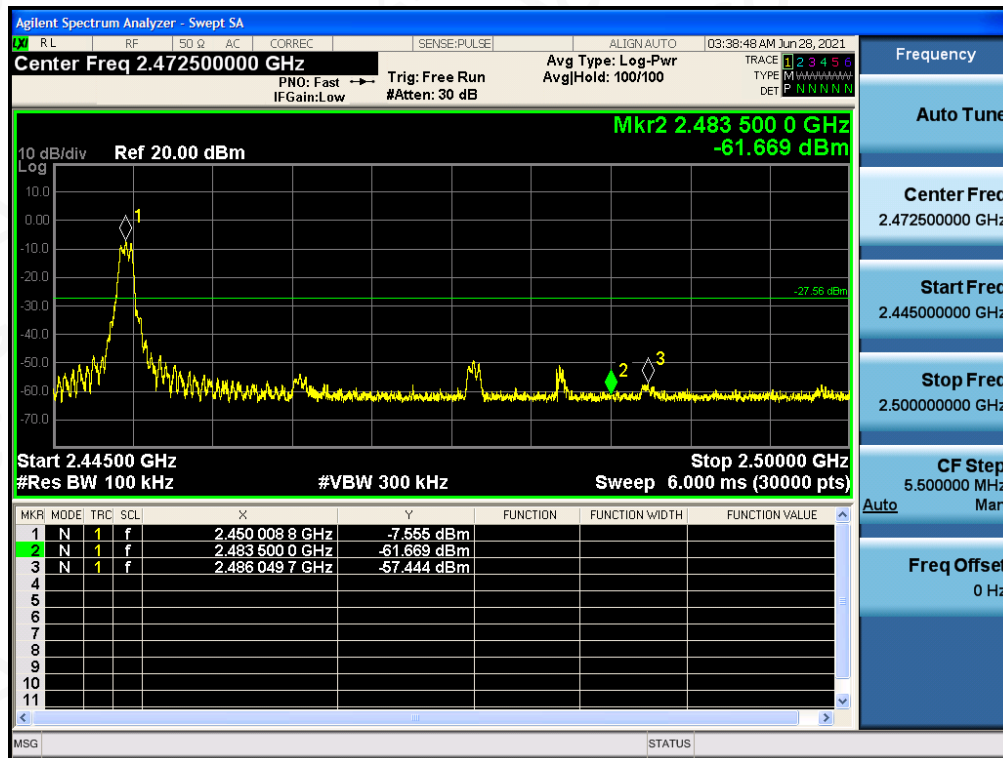 Agilent Spectrum Analyzer - Swept SA
LXI RL RF 50 Ω AC CORREC SENSE:PULSE ALIGN AUTO 03:38:48 AM Jun 28, 2021
Center Freq 2.472500000 GHz
PNO: Fast
IFGain:Low
Trig: Free Run
#Atten: 30 dB
Avg Type: Log-Pwr
Avg|Hold: 100/100
TRACE 1 2 3 4 5 6
TYPE M WWWWW
DET P N N N N N
Mkr2 2.483 500 0 GHz
-61.669 dBm
10 dB/div Ref 20.00 dBm
Log
10.0
0.00
-10.0
-20.0
-30.0
-40.0
-50.0
-60.0
-70.0
1
-27.56 dBm
2
3
Start 2.44500 GHz Stop 2.50000 GHz
#Res BW 100 kHz #VBW 300 kHz Sweep 6.000 ms (30000 pts)
MKR MODE TRC SCL X Y FUNCTION FUNCTION WIDTH FUNCTION VALUE
1 N 1 f 2.450 008 8 GHz -7.555 dBm
2 N 1 f 2.483 500 0 GHz -61.669 dBm
3 N 1 f 2.486 049 7 GHz -57.444 dBm
4
5
6
7
8
9
10
11
MSG STATUS
Frequency
Auto Tune
Center Freq
2.472500000 GHz
Start Freq
2.445000000 GHz
Stop Freq
2.500000000 GHz
CF Step
5.500000 MHz
Auto Man
Freq Offset
0 Hz